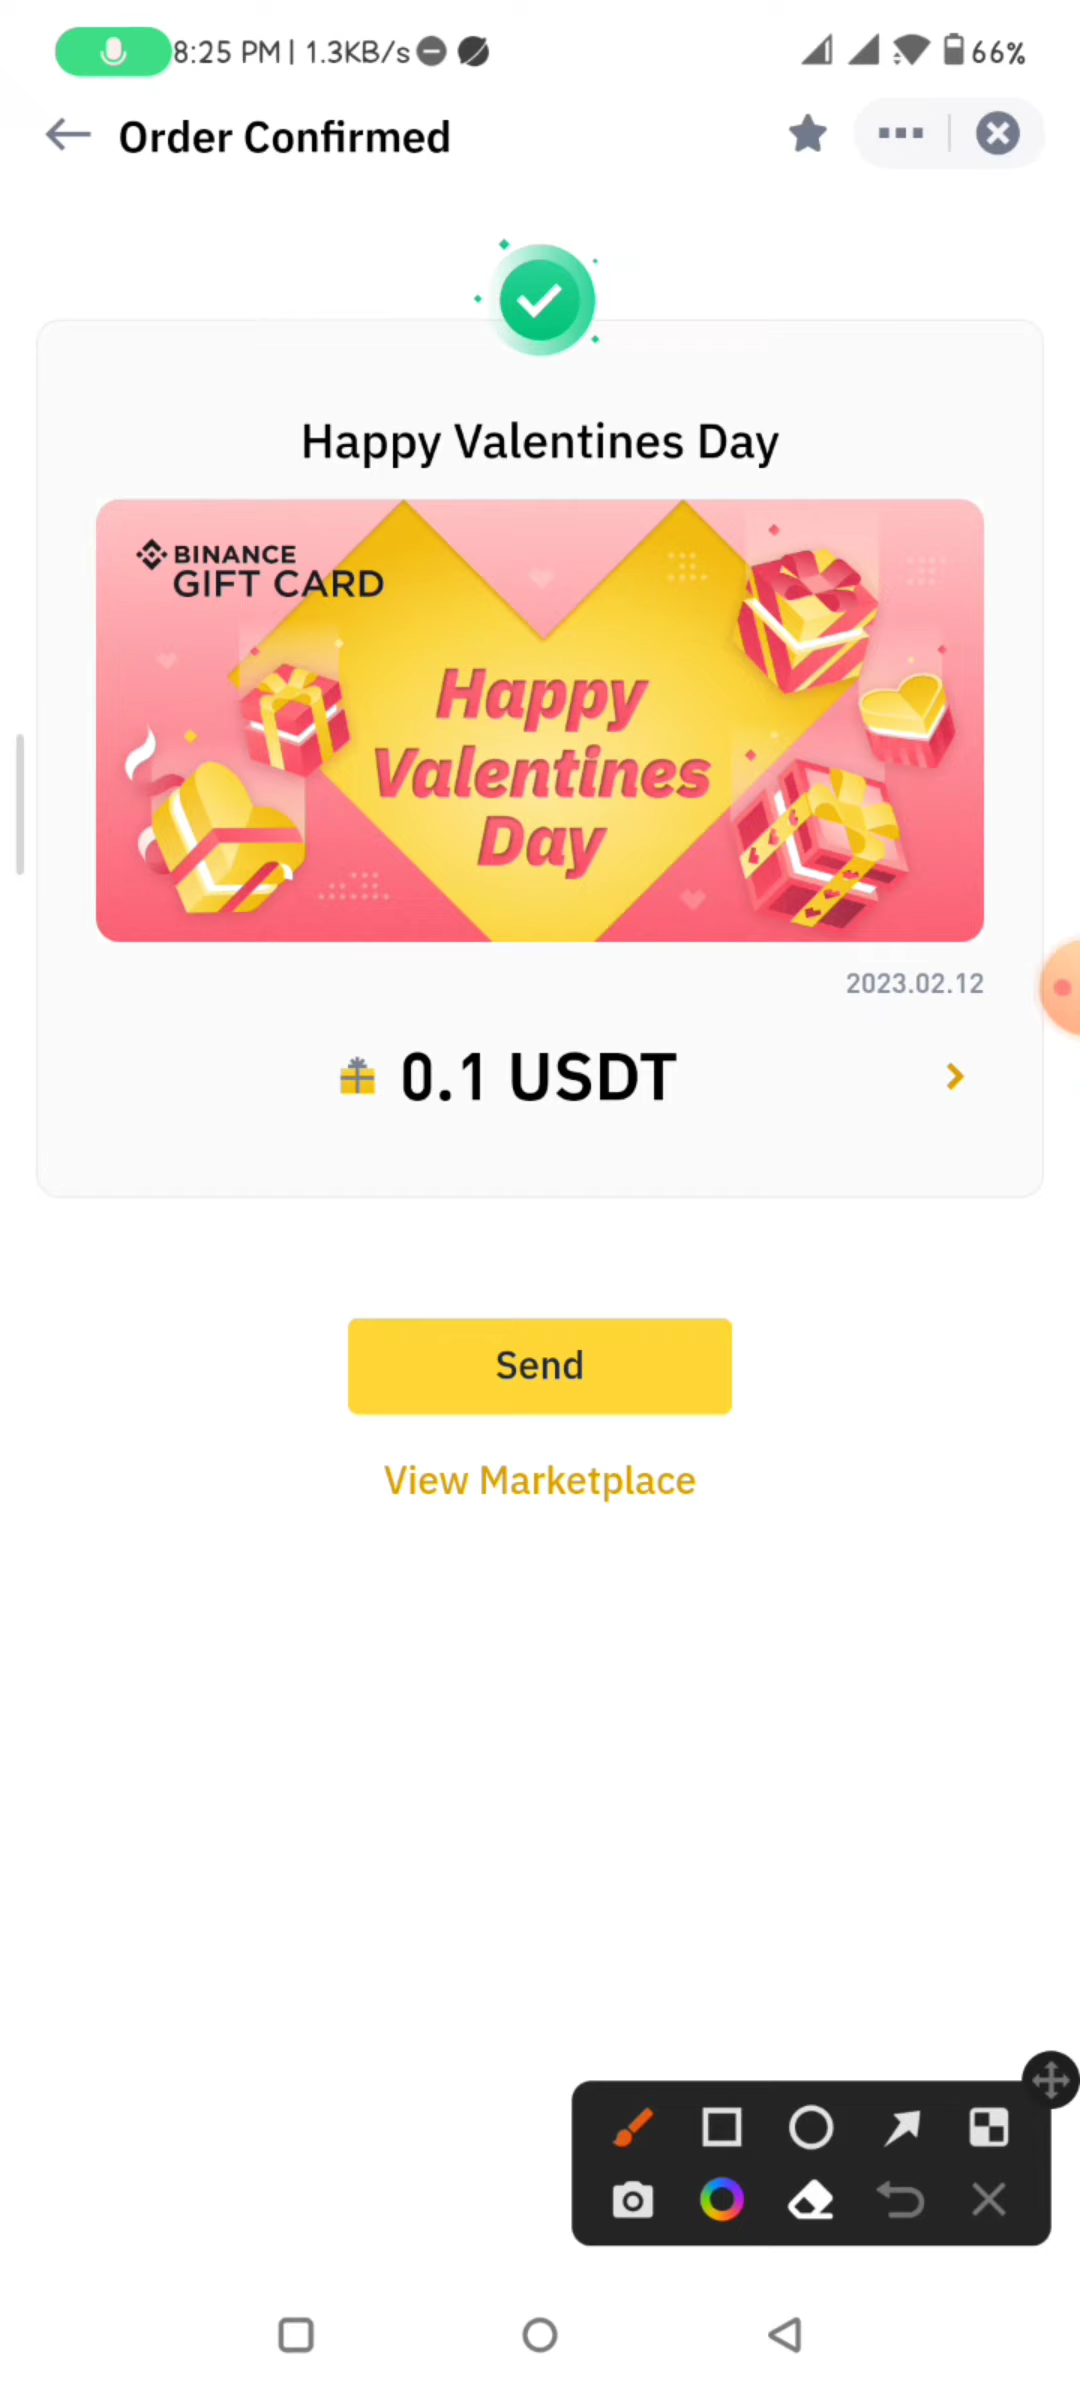 8:25 PM | 1.3KB/s
66%
Order Confirmed
Happy Valentines Day
BINANCE
GIFT CARD
Happy
Valentines
Day
2023.02.12
0.1 USDT
Send
View Marketplace